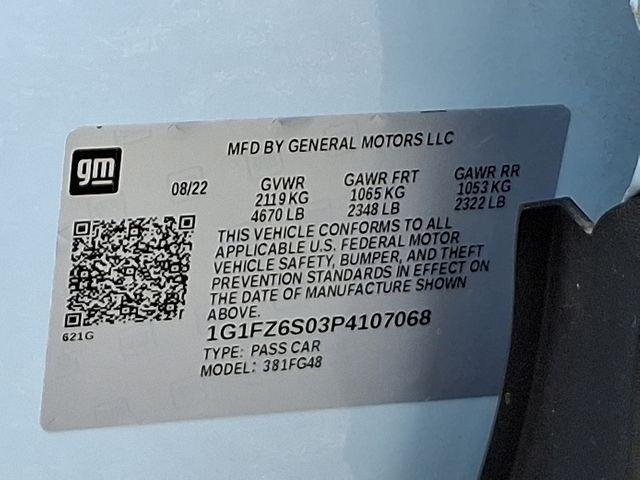 MFD BY GENERAL MOTORS LLC
gm
08/22
GVWR GAWR FRT GAWR RR
2119 KG 1065 KG 1053 KG
4670 LB 2348 LB 2322 LB
THIS VEHICLE CONFORMS TO ALL
APPLICABLE U.S. FEDERAL MOTOR
VEHICLE SAFETY, BUMPER, AND THEFT
PREVENTION STANDARDS IN EFFECT ON
THE DATE OF MANUFACTURE SHOWN
ABOVE.
1G1FZ6S03P4107068
621G
TYPE: PASS CAR
MODEL: 381FG48